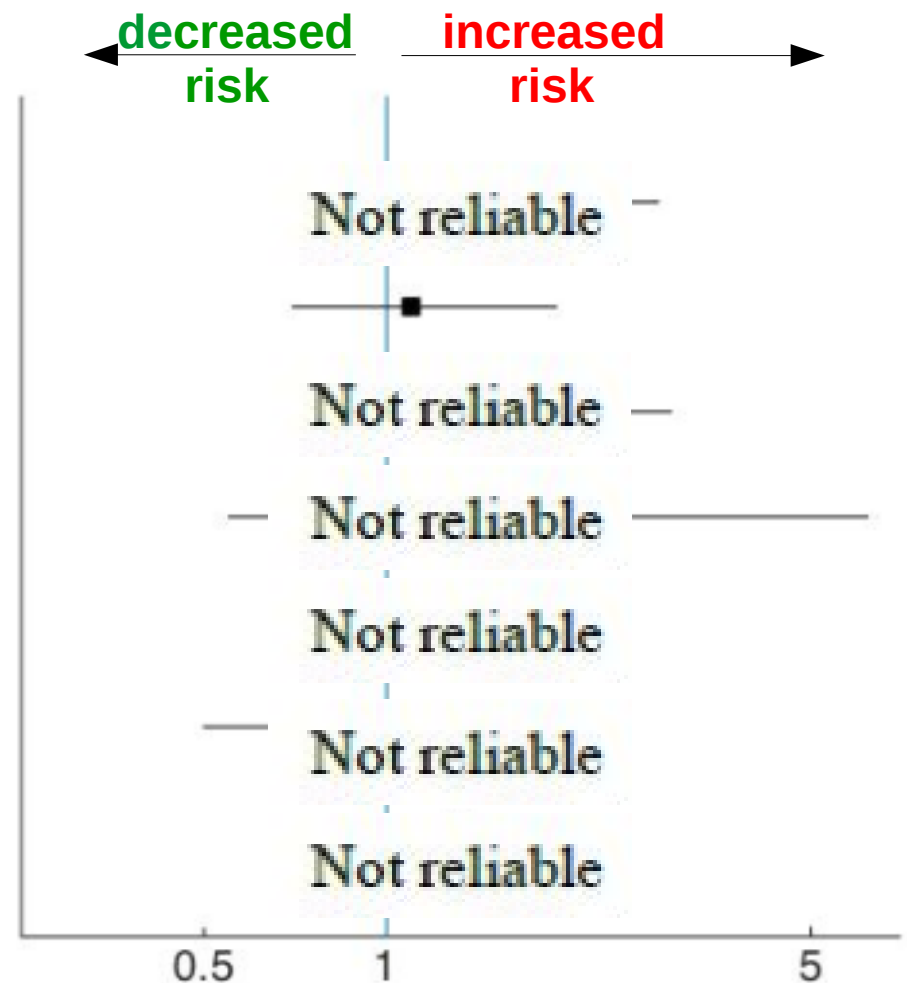 decreased risk
increased risk
Not reliable
Not reliable
Not reliable
Not reliable
Not reliable
Not reliable
0.5 1 5